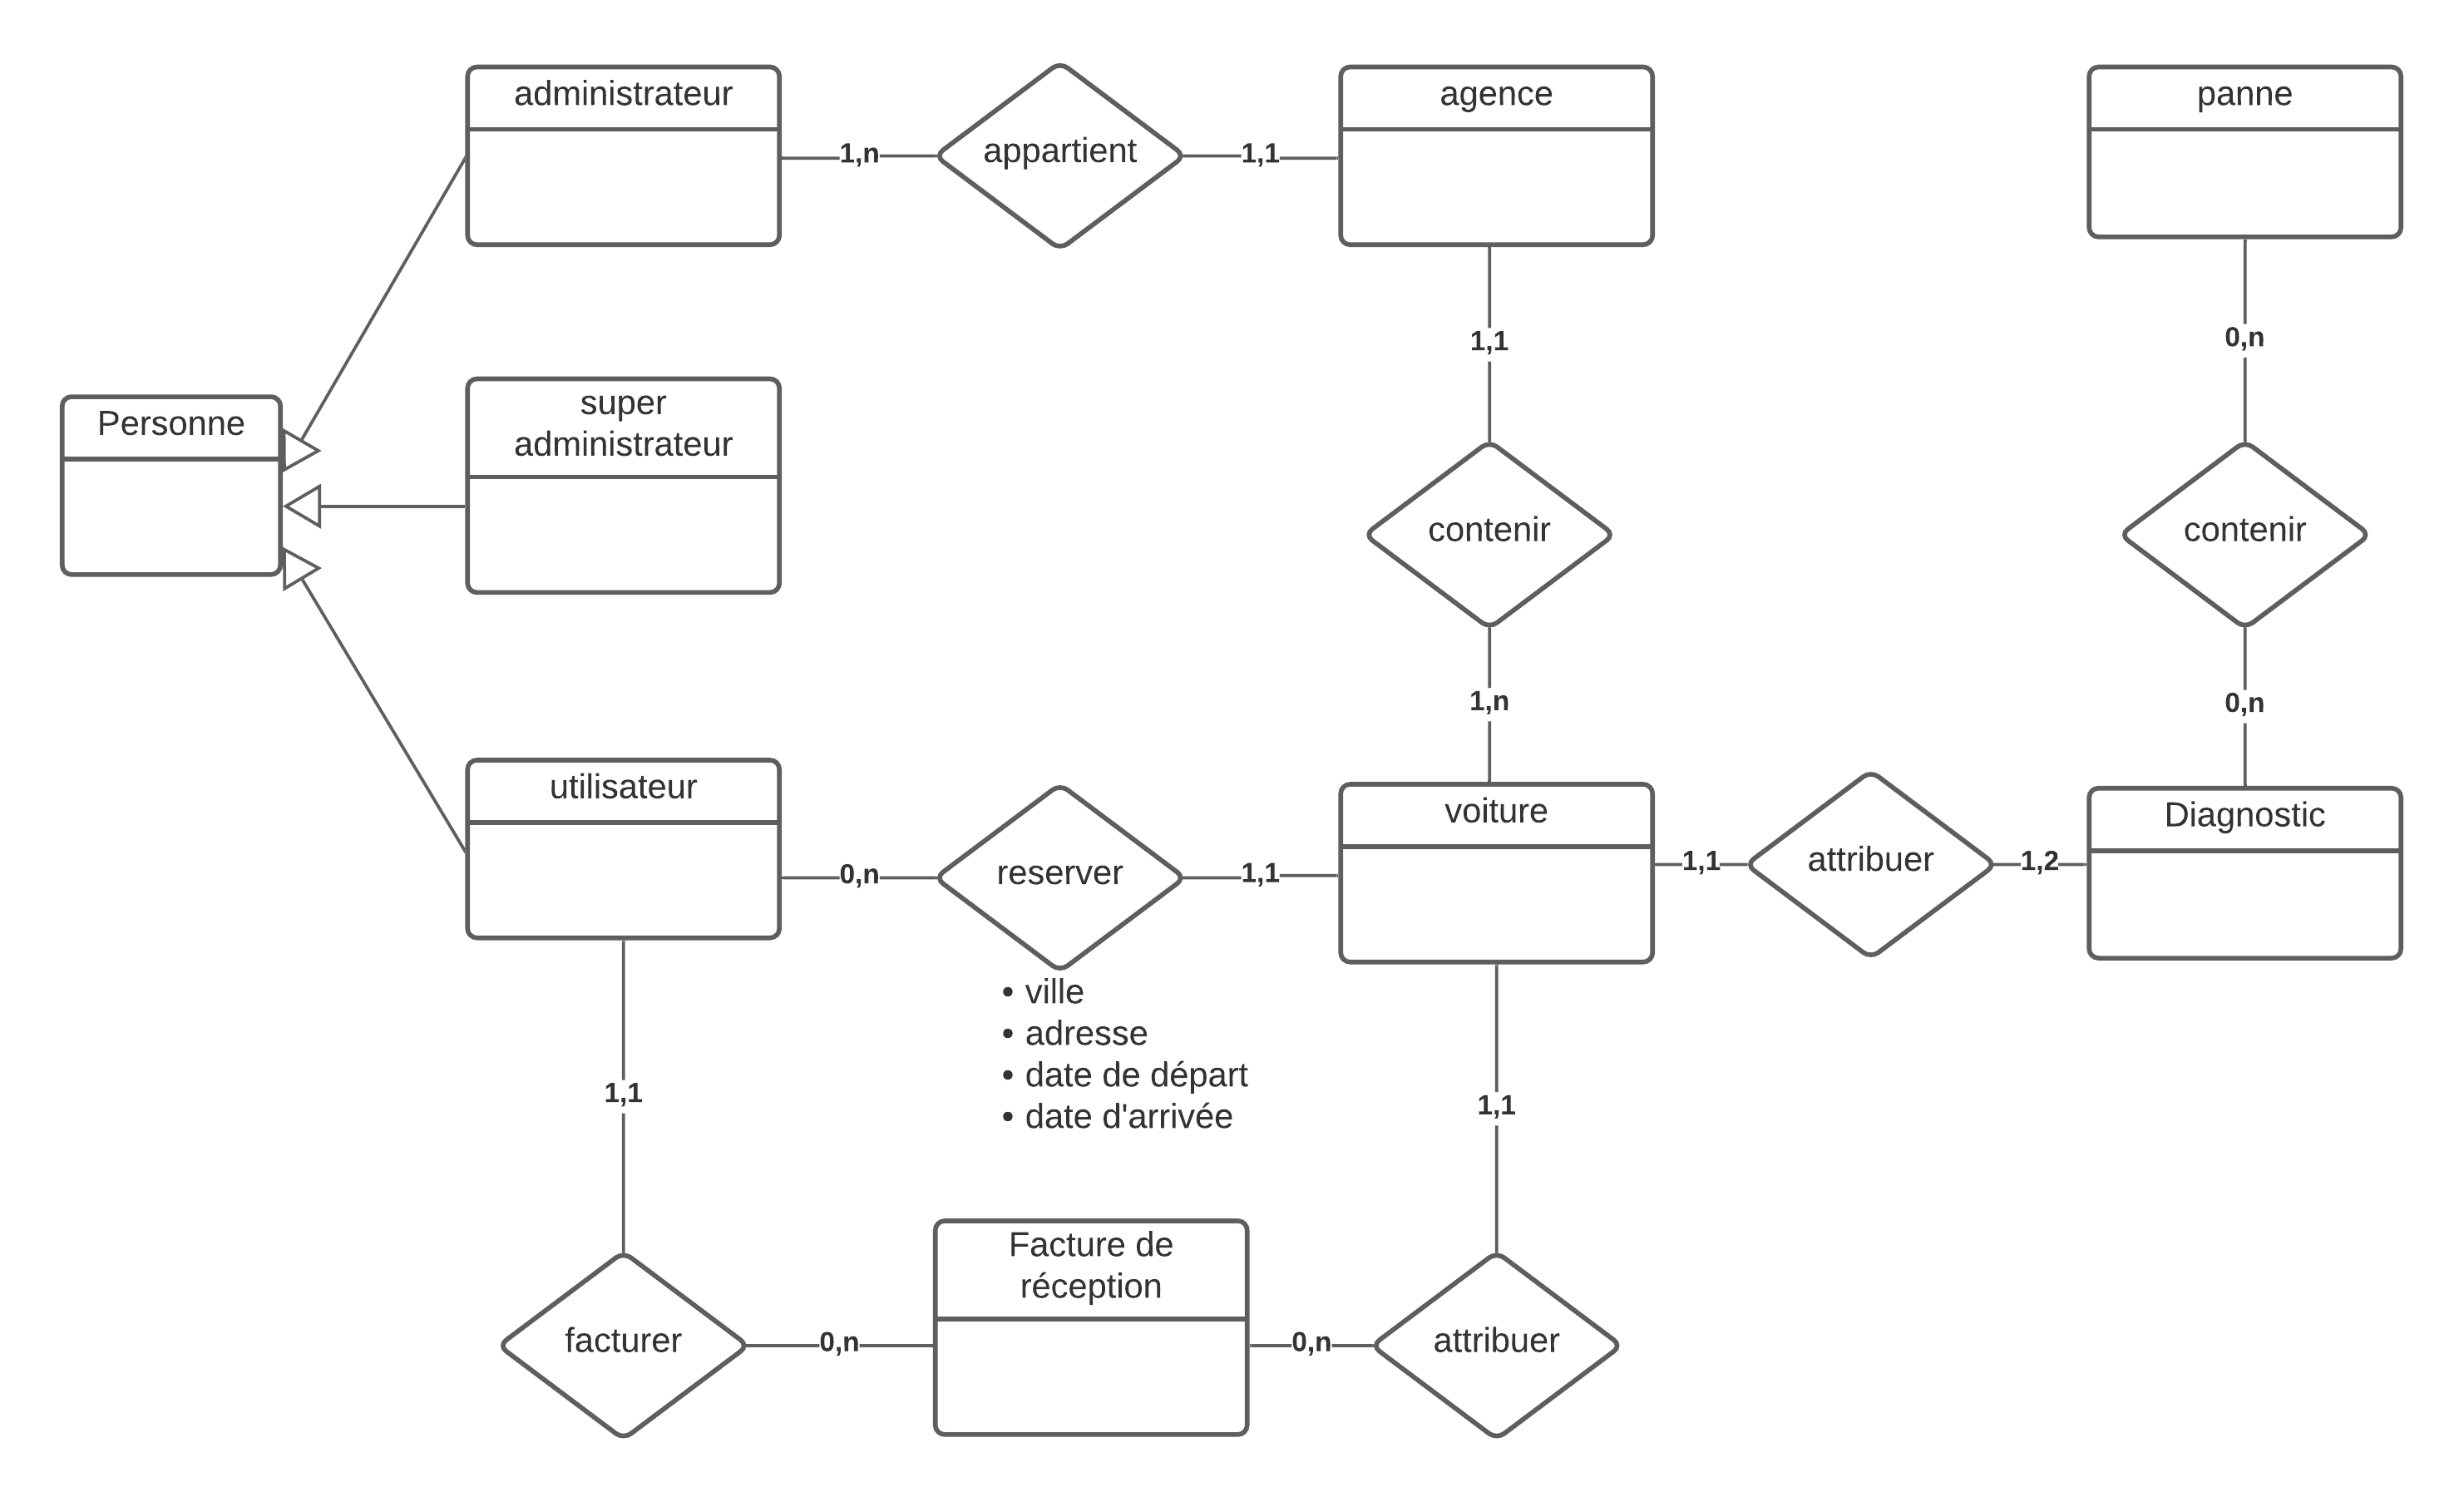 administrateur
1,n
appartient
1,1
agence
panne
1,1
0,n
Personne
super
administrateur
contenir
contenir
1,n
0,n
utilisateur
0,n
reserver
1,1
voiture
1,1
attribuer
1,2
Diagnostic
• ville
• adresse
• date de départ
• date d'arrivée
1,1
1,1
facturer
0,n
Facture de
réception
0,n
attribuer